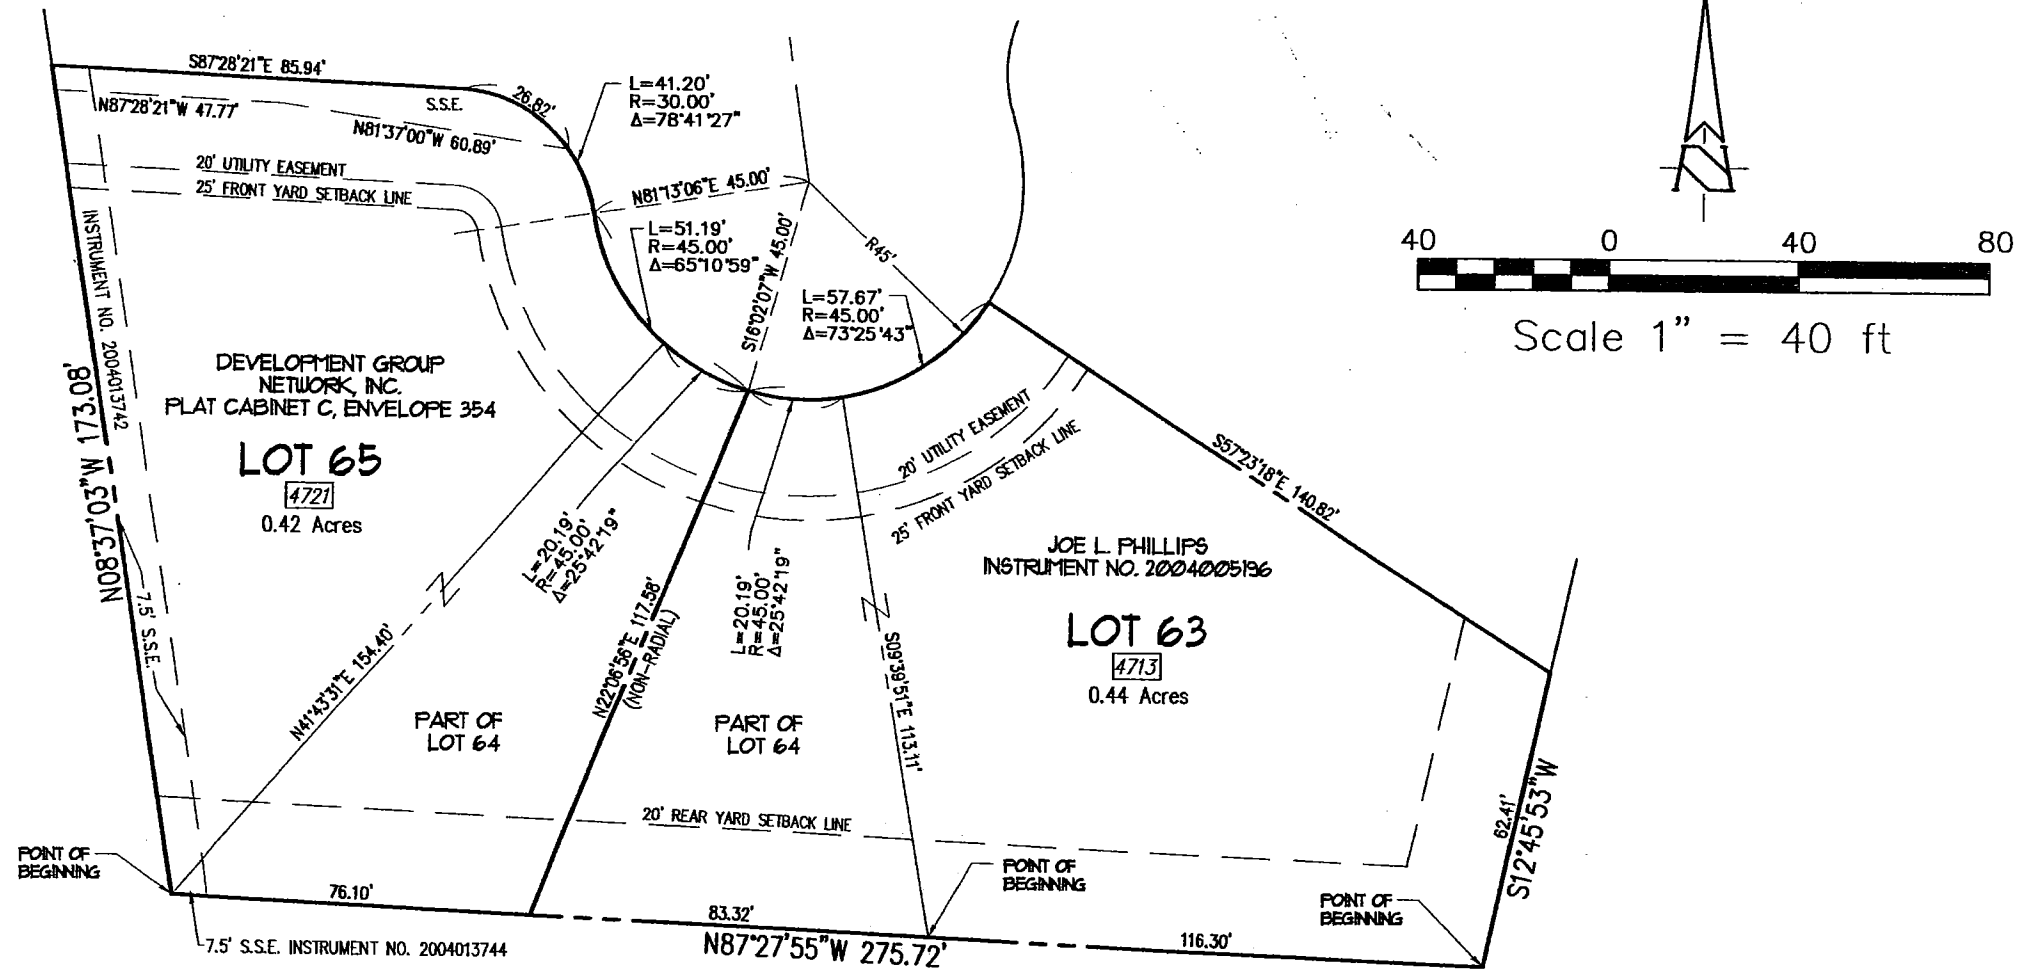 S87°28'21"E 85.94'
N87°28'21"W 47.77'
S.S.E.
26.82'
N81°37'00"W 60.89'
L=41.20'
R=30.00'
Δ=78°41'27"
20' UTILITY EASEMENT
25' FRONT YARD SETBACK LINE
N81°13'06"E 45.00'
L=51.19'
R=45.00'
Δ=65°10'59"
S16°02'07"W 45.00'
R45'
L=57.67'
R=45.00'
Δ=73°25'43"
40 0 40 80
Scale 1" = 40 ft
INSTRUMENT NO. 2004013742
DEVELOPMENT GROUP
NETWORK, INC.
PLAT CABINET C, ENVELOPE 354
LOT 65
4721
0.42 Acres
N08°37'03"W 173.08'
7.5' S.S.E.
N41°43'31"E 154.40'
L=20.19'
R=45.00'
Δ=25°42'19"
N22°06'56"E 117.58'
(NON-RADIAL)
L=20.19'
R=45.00'
Δ=25°42'19"
20' UTILITY EASEMENT
25' FRONT YARD SETBACK LINE
S57°23'18"E 140.82'
JOE L. PHILLIPS
INSTRUMENT NO. 2004005196
LOT 63
4713
0.44 Acres
S09°39'51"E 113.11'
PART OF
LOT 64
PART OF
LOT 64
20' REAR YARD SETBACK LINE
62.41'
S12°45'53"W
POINT OF
BEGINNING
POINT OF
BEGINNING
POINT OF
BEGINNING
76.10'
83.32'
116.30'
N87°27'55"W 275.72'
7.5' S.S.E. INSTRUMENT NO. 2004013744